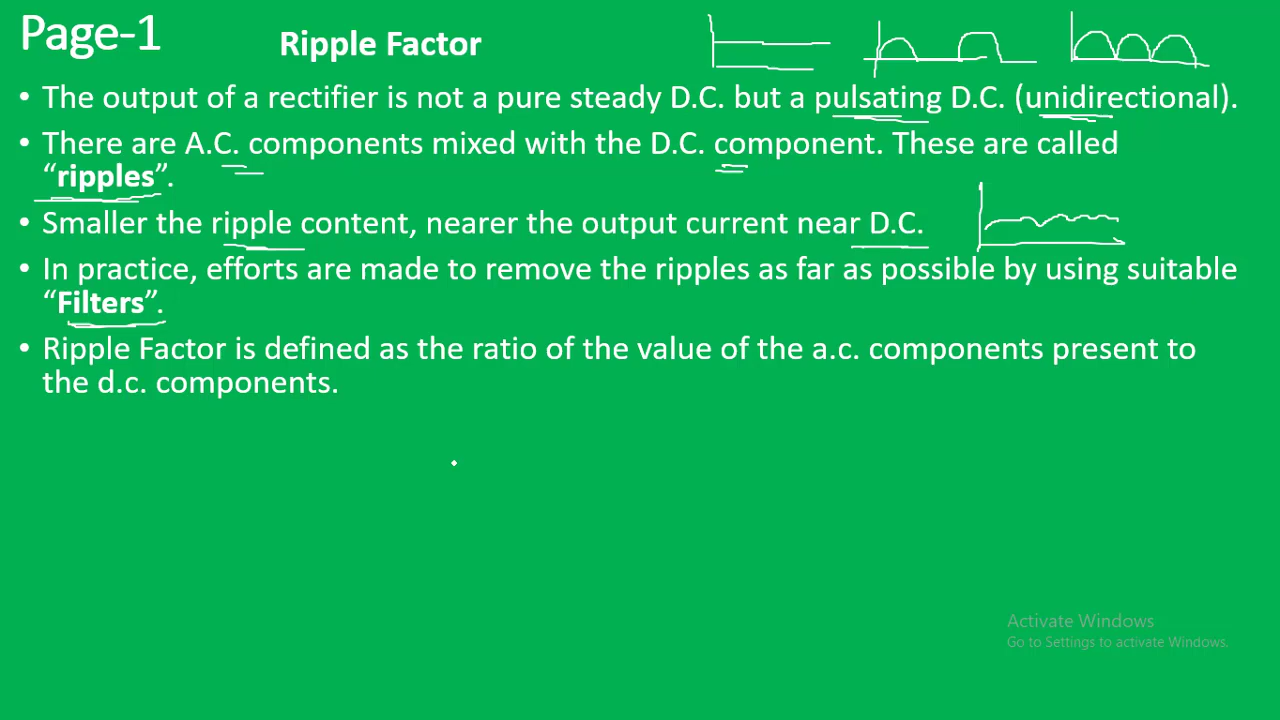 Page-1
Ripple Factor
• The output of a rectifier is not a pure steady D.C. but a pulsating D.C. (unidirectional).
• There are A.C. components mixed with the D.C. component. These are called
“ripples”.
• Smaller the ripple content, nearer the output current near D.C.
• In practice, efforts are made to remove the ripples as far as possible by using suitable
“Filters”.
• Ripple Factor is defined as the ratio of the value of the a.c. components present to
the d.c. components.
Activate Windows
Go to Settings to activate Windows.